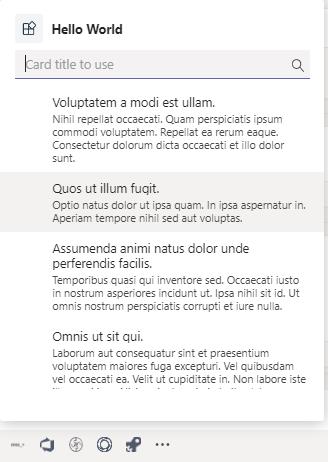 Hello World
Card title to use
Voluptatem a modi est ullam.
Nihil repellat occaecati. Quam perspiciatis ipsum
commodi voluptatem. Repellat ea rerum eaque.
Consectetur dolorum dicta occaecati et illo dolor
sunt.
Quos ut illum fugit.
Optio natus dolor ut ipsa quam. In ipsa aspernatur in.
Aperiam tempore nihil sed aut voluptas.
Assumenda animi natus dolor unde
perferendis facilis.
Temporibus quasi qui inventore sed. Occaecati iusto
in nostrum asperiores incidunt ut. Ipsa nihil sit id. Ut
omnis nostrum perspiciatis corrupti et iure nulla.
Omnis ut sit qui.
Laborum aut consequatur sint et praesentium
voluptatem maiores fuga excepturi. Vel quibusdam
vel occaecati ea. Velit ut cupiditate in. Non labore iste